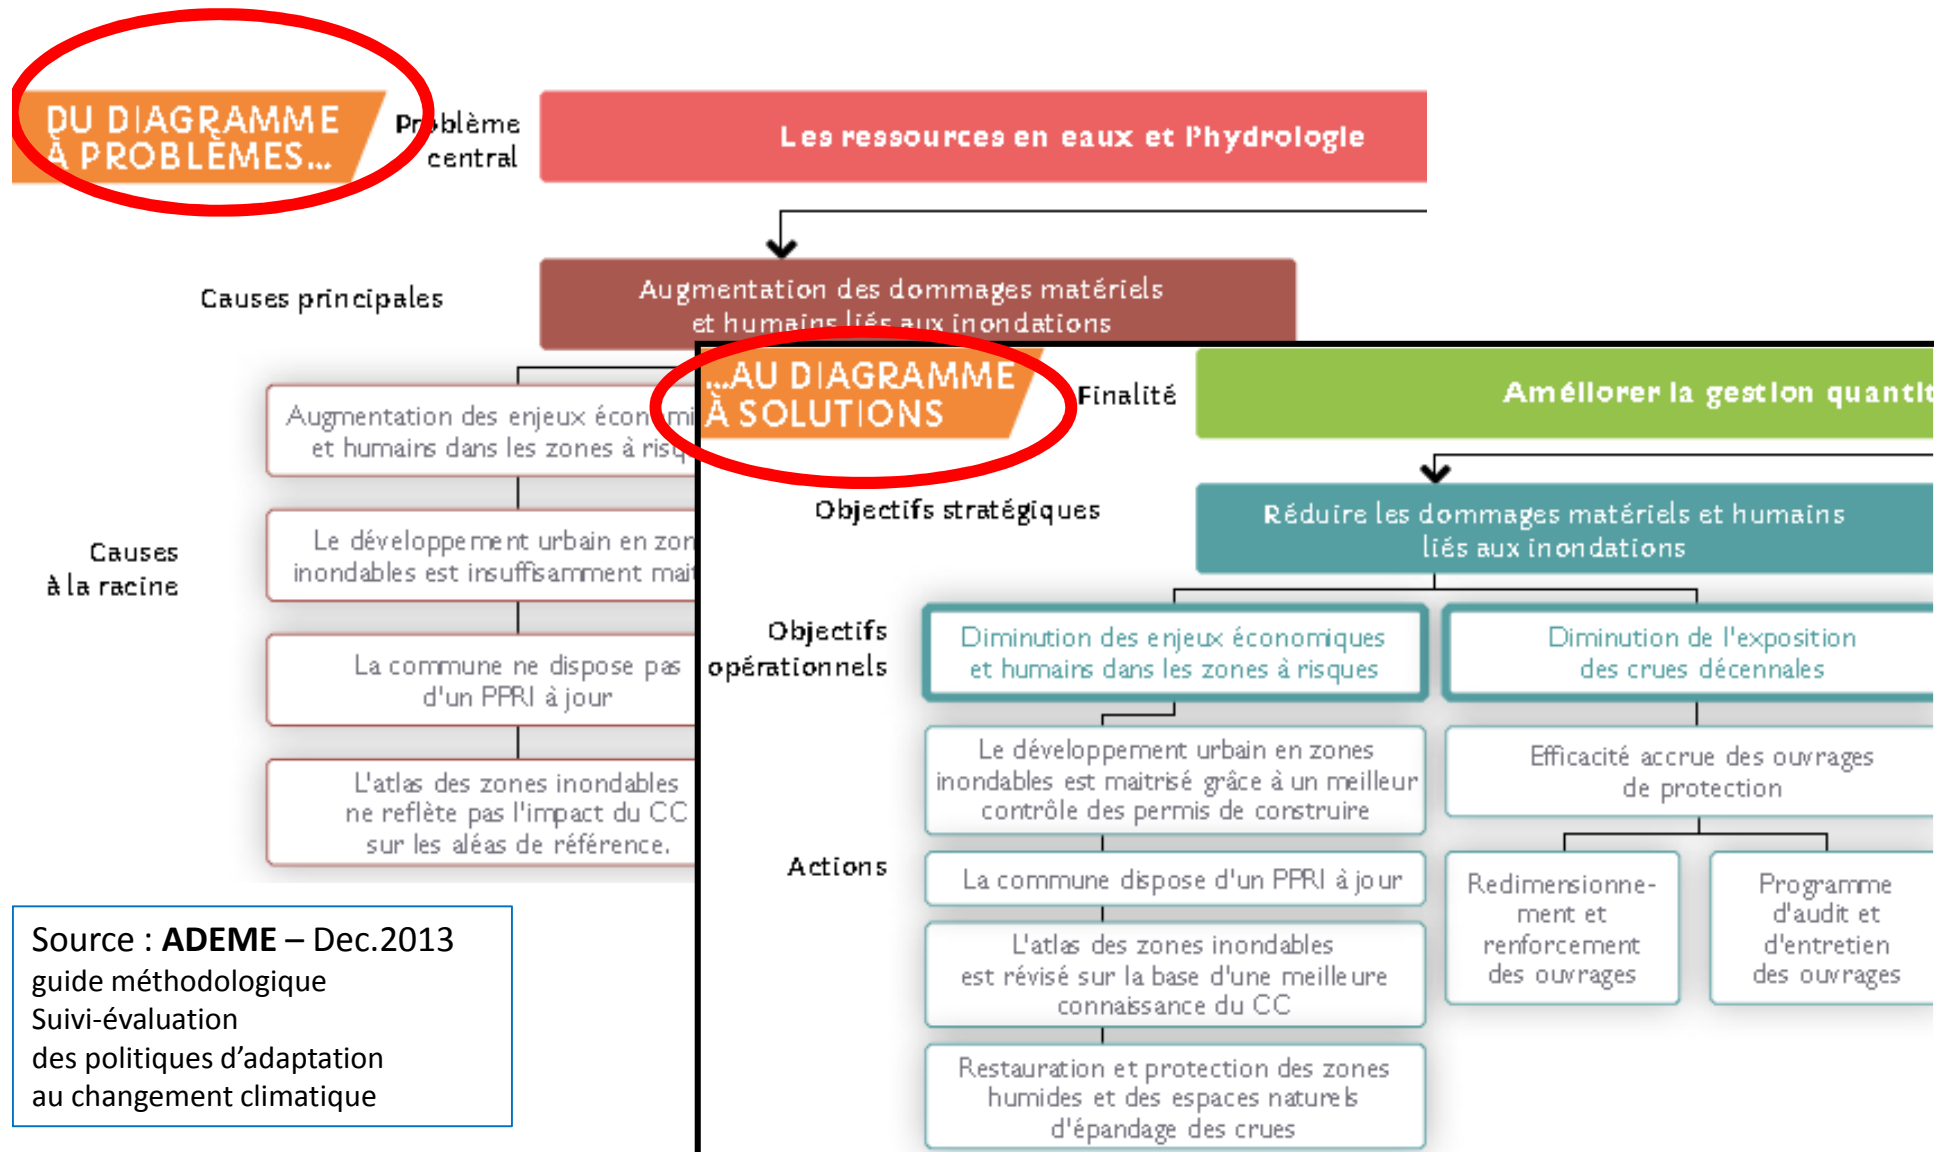 DU DIAGRAMME
À PROBLÈMES...
Problème
central
Les ressources en eaux et l'hydrologie
Causes principales
Augmentation des dommages matériels
et humains liés aux inondations
Causes
à la racine
Augmentation des enjeux
et humains dans les zones à
Le développement urbain en
inondables est insuffisamment
La commune ne dispose pas
d'un PPRI à jour
L'atlas des zones inondables
ne reflète pas l'impact du CC
sur les aléas de référence.
...AU DIAGRAMME
À SOLUTIONS
Finalité
Améliorer la gestion
Objectifs stratégiques
Réduire les dommages matériels et humains
liés aux inondations
Objectifs
opérationnels
Diminution des enjeux économiques
et humains dans les zones à risques
Diminution de l'exposition
des crues décennales
Actions
Le développement urbain en zones
inondables est maitrisé grâce à un meilleur
contrôle des permis de construire
La commune dispose d'un PPRI à jour
L'atlas des zones inondables
est révisé sur la base d'une meilleure
connaissance du CC
Restauration et protection des zones
humides et des espaces naturels
d'épandage des crues
Efficacité accrue des ouvrages
de protection
Redimensionne-
ment et
renforcement
des ouvrages
Programme
d'audit et
d'entretien
des ouvrages
Source : ADEME – Dec.2013
guide méthodologique
Suivi-évaluation
des politiques d'adaptation
au changement climatique